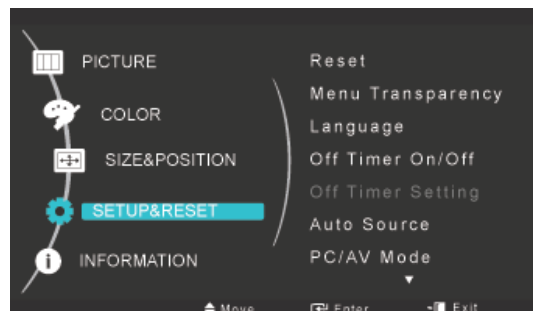 PICTURE
COLOR
SIZE&POSITION
SETUP&RESET
INFORMATION
Reset
Menu Transparency
Language
Off Timer On/Off
Off Timer Setting
Auto Source
PC/AV Mode
Move Enter Exit